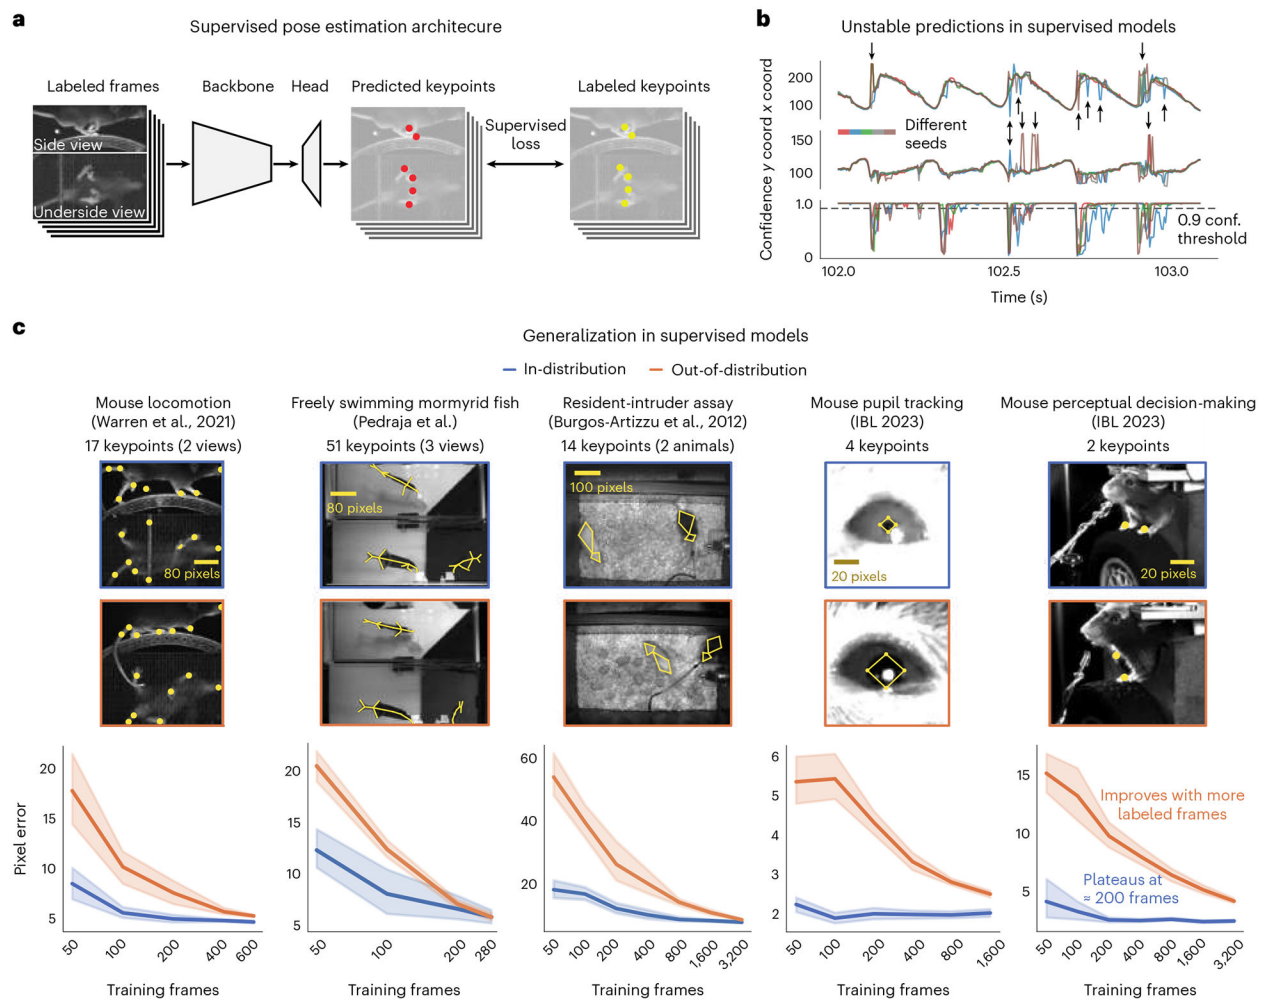 a
Supervised pose estimation architecure
Labeled frames
Backbone
Head
Predicted keypoints
Labeled keypoints
Side view
Underside view
Supervised
loss
b
Unstable predictions in supervised models
x coord
200
100
y coord
150
100
Different
seeds
Confidence
1.0
0
0.9 conf.
threshold
102.0
102.5
103.0
Time (s)
c
Generalization in supervised models
In-distribution
Out-of-distribution
Mouse locomotion
(Warren et al., 2021)
17 keypoints (2 views)
80 pixels
Freely swimming mormyrid fish
(Pedraja et al.)
51 keypoints (3 views)
80 pixels
Resident-intruder assay
(Burgos-Artizzu et al., 2012)
14 keypoints (2 animals)
100 pixels
Mouse pupil tracking
(IBL 2023)
4 keypoints
20 pixels
Mouse perceptual decision-making
(IBL 2023)
2 keypoints
20 pixels
Pixel error
20
15
10
5
50
100
200
400
600
Training frames
20
15
10
5
50
100
200
280
Training frames
60
40
20
50
100
200
400
800
1,600
3,200
Training frames
6
5
4
3
2
50
100
200
400
800
1,600
Training frames
15
10
5
Improves with more
labeled frames
Plateaus at
≈ 200 frames
50
100
200
400
800
1,600
3,200
Training frames